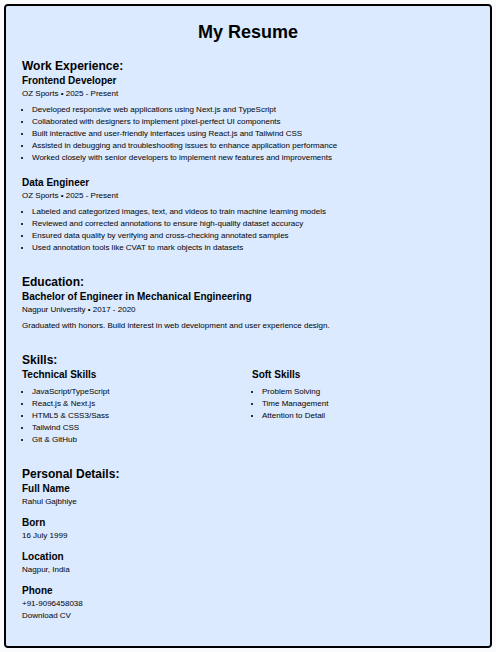 My Resume
Work Experience:
Frontend Developer
OZ Sports • 2025 - Present
• Developed responsive web applications using Next.js and TypeScript
• Collaborated with designers to implement pixel-perfect UI components
• Built interactive and user-friendly interfaces using React.js and Tailwind CSS
• Assisted in debugging and troubleshooting issues to enhance application performance
• Worked closely with senior developers to implement new features and improvements
Data Engineer
OZ Sports • 2025 - Present
• Labeled and categorized images, text, and videos to train machine learning models
• Reviewed and corrected annotations to ensure high-quality dataset accuracy
• Ensured data quality by verifying and cross-checking annotated samples
• Used annotation tools like CVAT to mark objects in datasets
Education:
Bachelor of Engineer in Mechanical Engineering
Nagpur University • 2017 - 2020
Graduated with honors. Build interest in web development and user experience design.
Skills:
Technical Skills
• JavaScript/TypeScript
• React.js & Next.js
• HTML5 & CSS3/Sass
• Tailwind CSS
• Git & GitHub
Soft Skills
• Problem Solving
• Time Management
• Attention to Detail
Personal Details:
Full Name
Rahul Gajbhiye
Born
16 July 1999
Location
Nagpur, India
Phone
+91-9096458038
Download CV